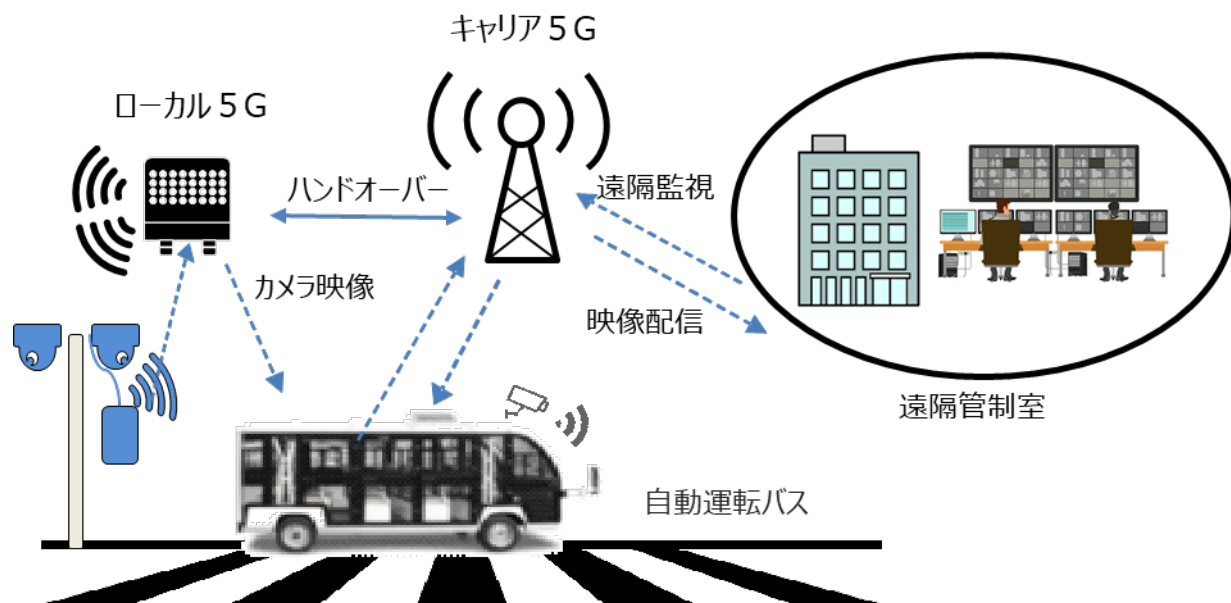 キャリア５Ｇ
ローカル５Ｇ
ハンドオーバー
遠隔監視
カメラ映像
映像配信
遠隔管制室
自動運転バス